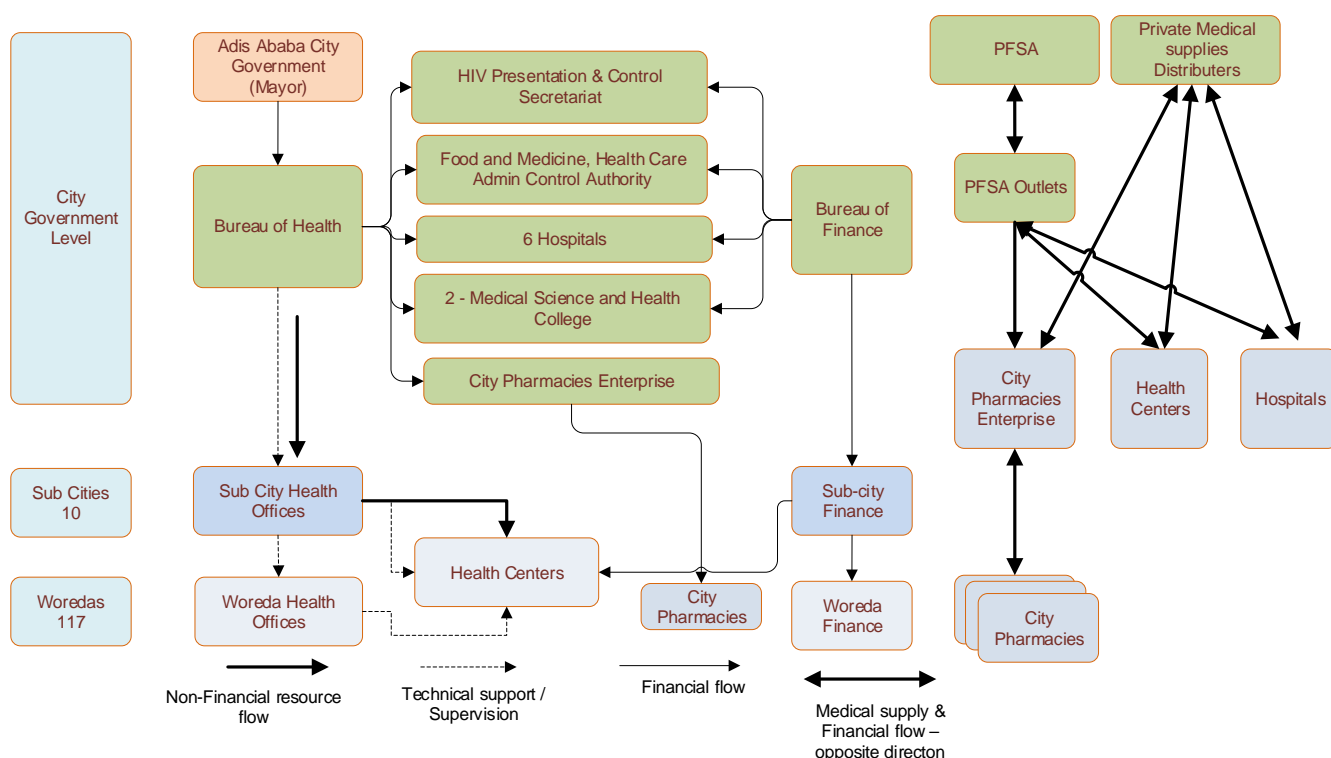 City
Government
Level
Adis Ababa City
Government
(Mayor)
Bureau of Health
HIV Presentation & Control
Secretariat
Food and Medicine, Health Care
Admin Control Authority
6 Hospitals
2 - Medical Science and Health
College
City Pharmacies Enterprise
Bureau of
Finance
PFSA
Private Medical
supplies
Distributers
PFSA Outlets
City
Pharmacies
Enterprise
Health
Centers
Hospitals
Sub Cities
10
Sub City Health
Offices
Health Centers
Sub-city
Finance
Woredas
117
Woreda Health
Offices
City
Pharmacies
Woreda
Finance
City
Pharmacies
Non-Financial resource
flow
Technical support /
Supervision
Financial flow
Medical supply &
Financial flow –
opposite directon